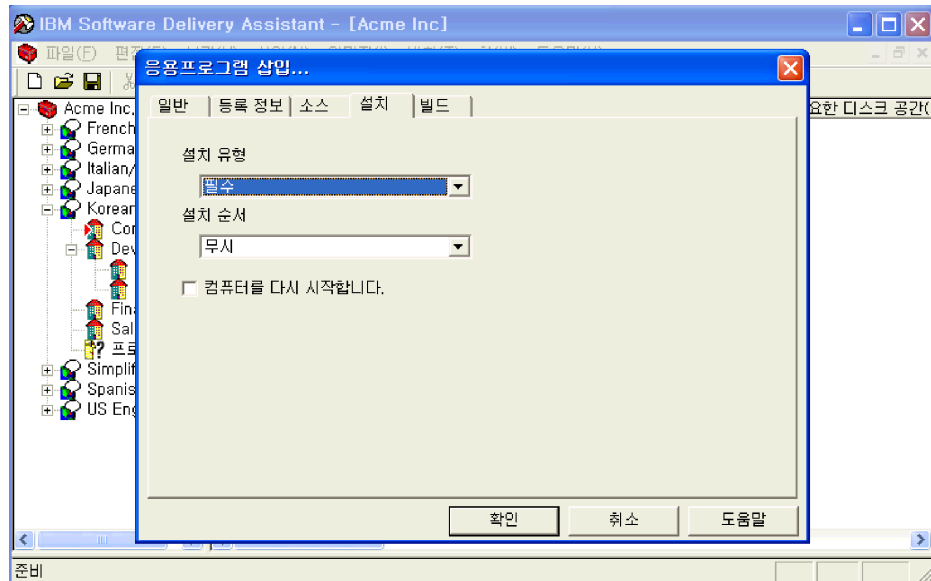 IBM Software Delivery Assistant - [Acme Inc]
파일(F)
응용프로그램 삽입...
일반 등록 정보 소스 설치 빌드
요한 디스크 공간(
Acme Inc.
French
Germa
Italian/
Japane
Korean
Cor
Dev
Fin
Sal
프로
Simplif
Spanis
US Eng
설치 유형
필수
설치 순서
무시
컴퓨터를 다시 시작합니다.
확인 취소 도움말
준비